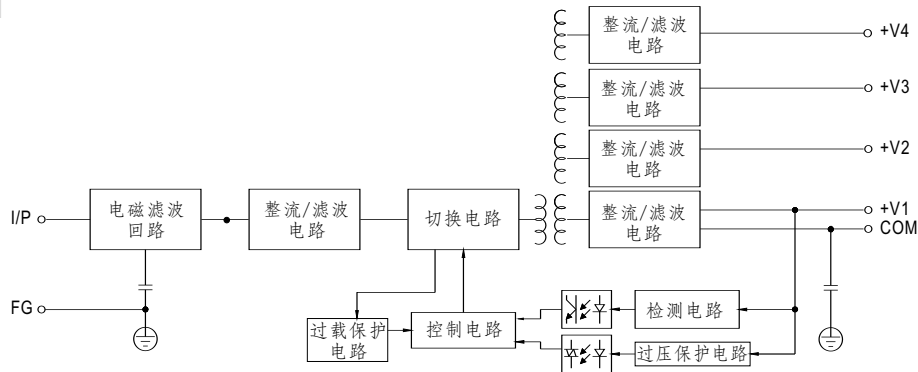 整流/滤波
电路
+V4
整流/滤波
电路
+V3
整流/滤波
电路
+V2
I/P
电磁滤波
回路
整流/滤波
电路
切换电路
整流/滤波
电路
+V1
COM
FG
过载保护
电路
控制电路
检测电路
过压保护电路